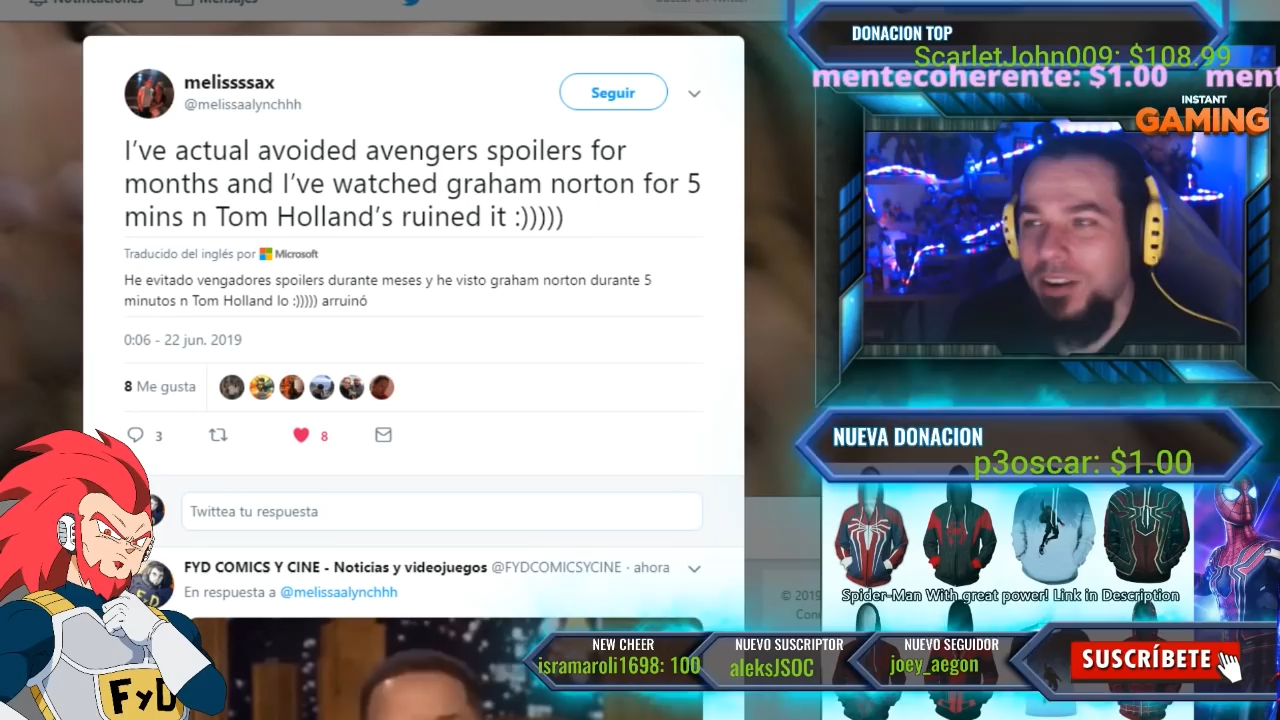 Notificaciones
Mensajes
melissssax
@melissaalynchhh
Seguir
I've actual avoided avengers spoilers for
months and I've watched graham norton for 5
mins n Tom Holland's ruined it :)))))
Traducido del inglés por Microsoft
He evitado vengadores spoilers durante meses y he visto graham norton durante 5
minutos n Tom Holland lo :))))) arruinó
0:06 - 22 jun. 2019
8 Me gusta
3
8
Twittea tu respuesta
FYD COMICS Y CINE - Noticias y videojuegos @FYDCOMICSYCINE · ahora
En respuesta a @melissaalynchhh
© 2019
DONACION TOP
ScarletJohn009: $108.99
mentecoherente: $1.00 ment
INSTANT
GAMING
NUEVA DONACION
p3oscar: $1.00
Spider-Man With great power! Link in Description
NEW CHEER
isramaroli1698: 100
NUEVO SUSCRIPTOR
aleksJSOC
NUEVO SEGUIDOR
joey_aegon
SUSCRÍBETE
FyD